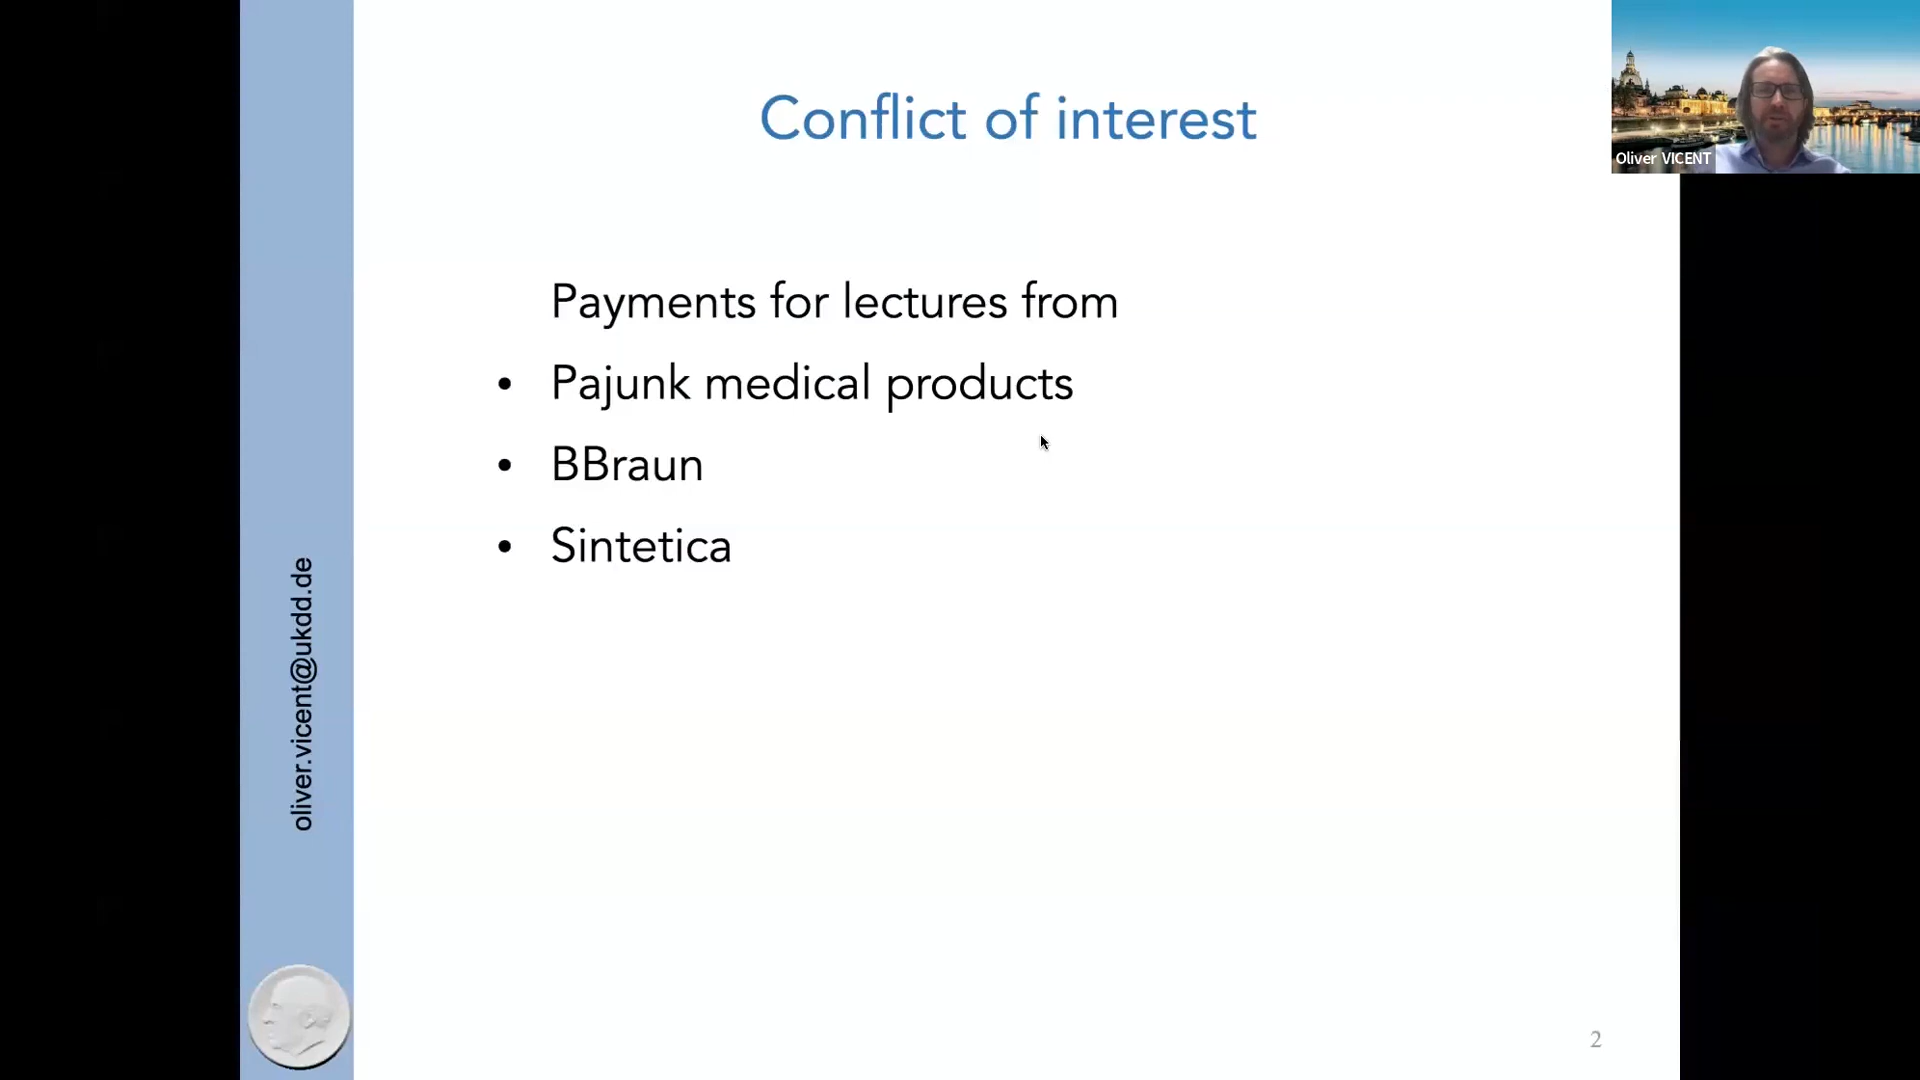 Conflict of interest
Oliver VICENT
Payments for lectures from
• Pajunk medical products
• BBraun
• Sintetica
oliver.vicent@ukdd.de
2